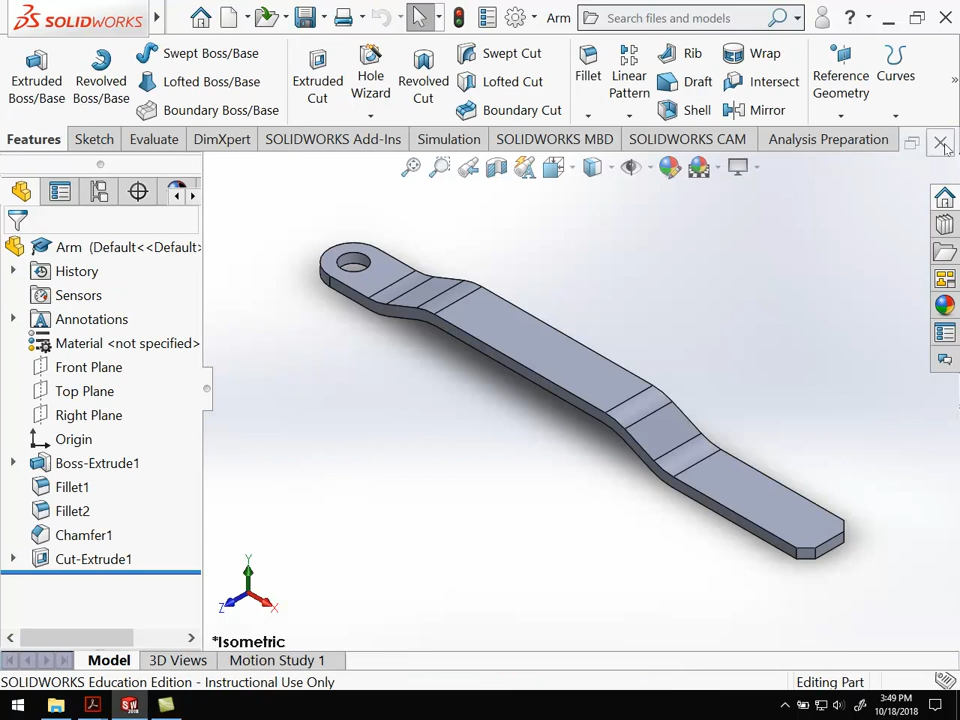 SOLIDWORKS
Arm
Search files and models
Extruded Boss/Base
Revolved Boss/Base
Swept Boss/Base
Lofted Boss/Base
Boundary Boss/Base
Extruded Cut
Hole Wizard
Revolved Cut
Swept Cut
Lofted Cut
Boundary Cut
Fillet
Linear Pattern
Rib
Draft
Shell
Wrap
Intersect
Mirror
Reference Geometry
Curves
Features
Sketch
Evaluate
DimXpert
SOLIDWORKS Add-Ins
Simulation
SOLIDWORKS MBD
SOLIDWORKS CAM
Analysis Preparation
Arm (Default<<Default>
History
Sensors
Annotations
Material <not specified>
Front Plane
Top Plane
Right Plane
Origin
Boss-Extrude1
Fillet1
Fillet2
Chamfer1
Cut-Extrude1
Y
Z
X
*Isometric
Model
3D Views
Motion Study 1
SOLIDWORKS Education Edition - Instructional Use Only
Editing Part
3:49 PM
10/18/2018